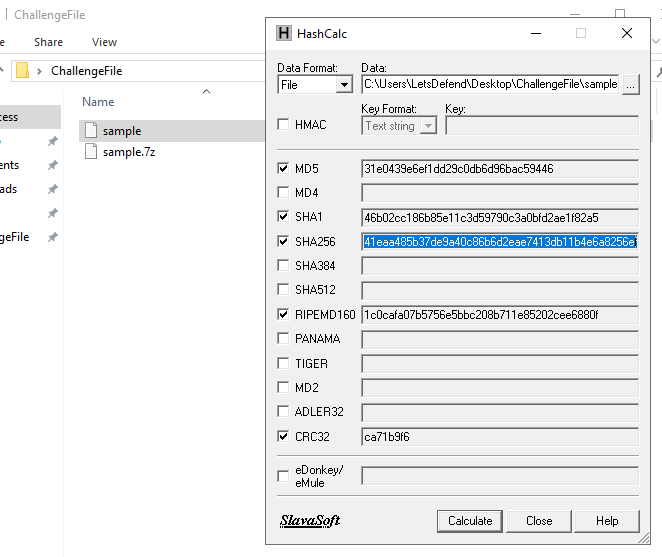 ChallengeFile
Share View
ChallengeFile
Name
cess
sample
sample.7z
ents
ads
geFile
HashCalc
Data Format: Data:
File C:\Users\LetsDefend\Desktop\ChallengeFile\sample ...
HMAC Key Format: Key:
Text string
MD5 31e0439e6ef1dd29c0db6d96bac59446
MD4
SHA1 46b02cc186b85e11c3d59790c3a0bfd2ae1f82a5
SHA256 41eaa485b37de9a40c86b6d2eae7413db11b4e6a8256e
SHA384
SHA512
RIPEMD160 1c0cafa07b5756e5bbc208b711e85202cee6880f
PANAMA
TIGER
MD2
ADLER32
CRC32 ca71b9f6
eDonkey/
eMule
SlavaSoft Calculate Close Help